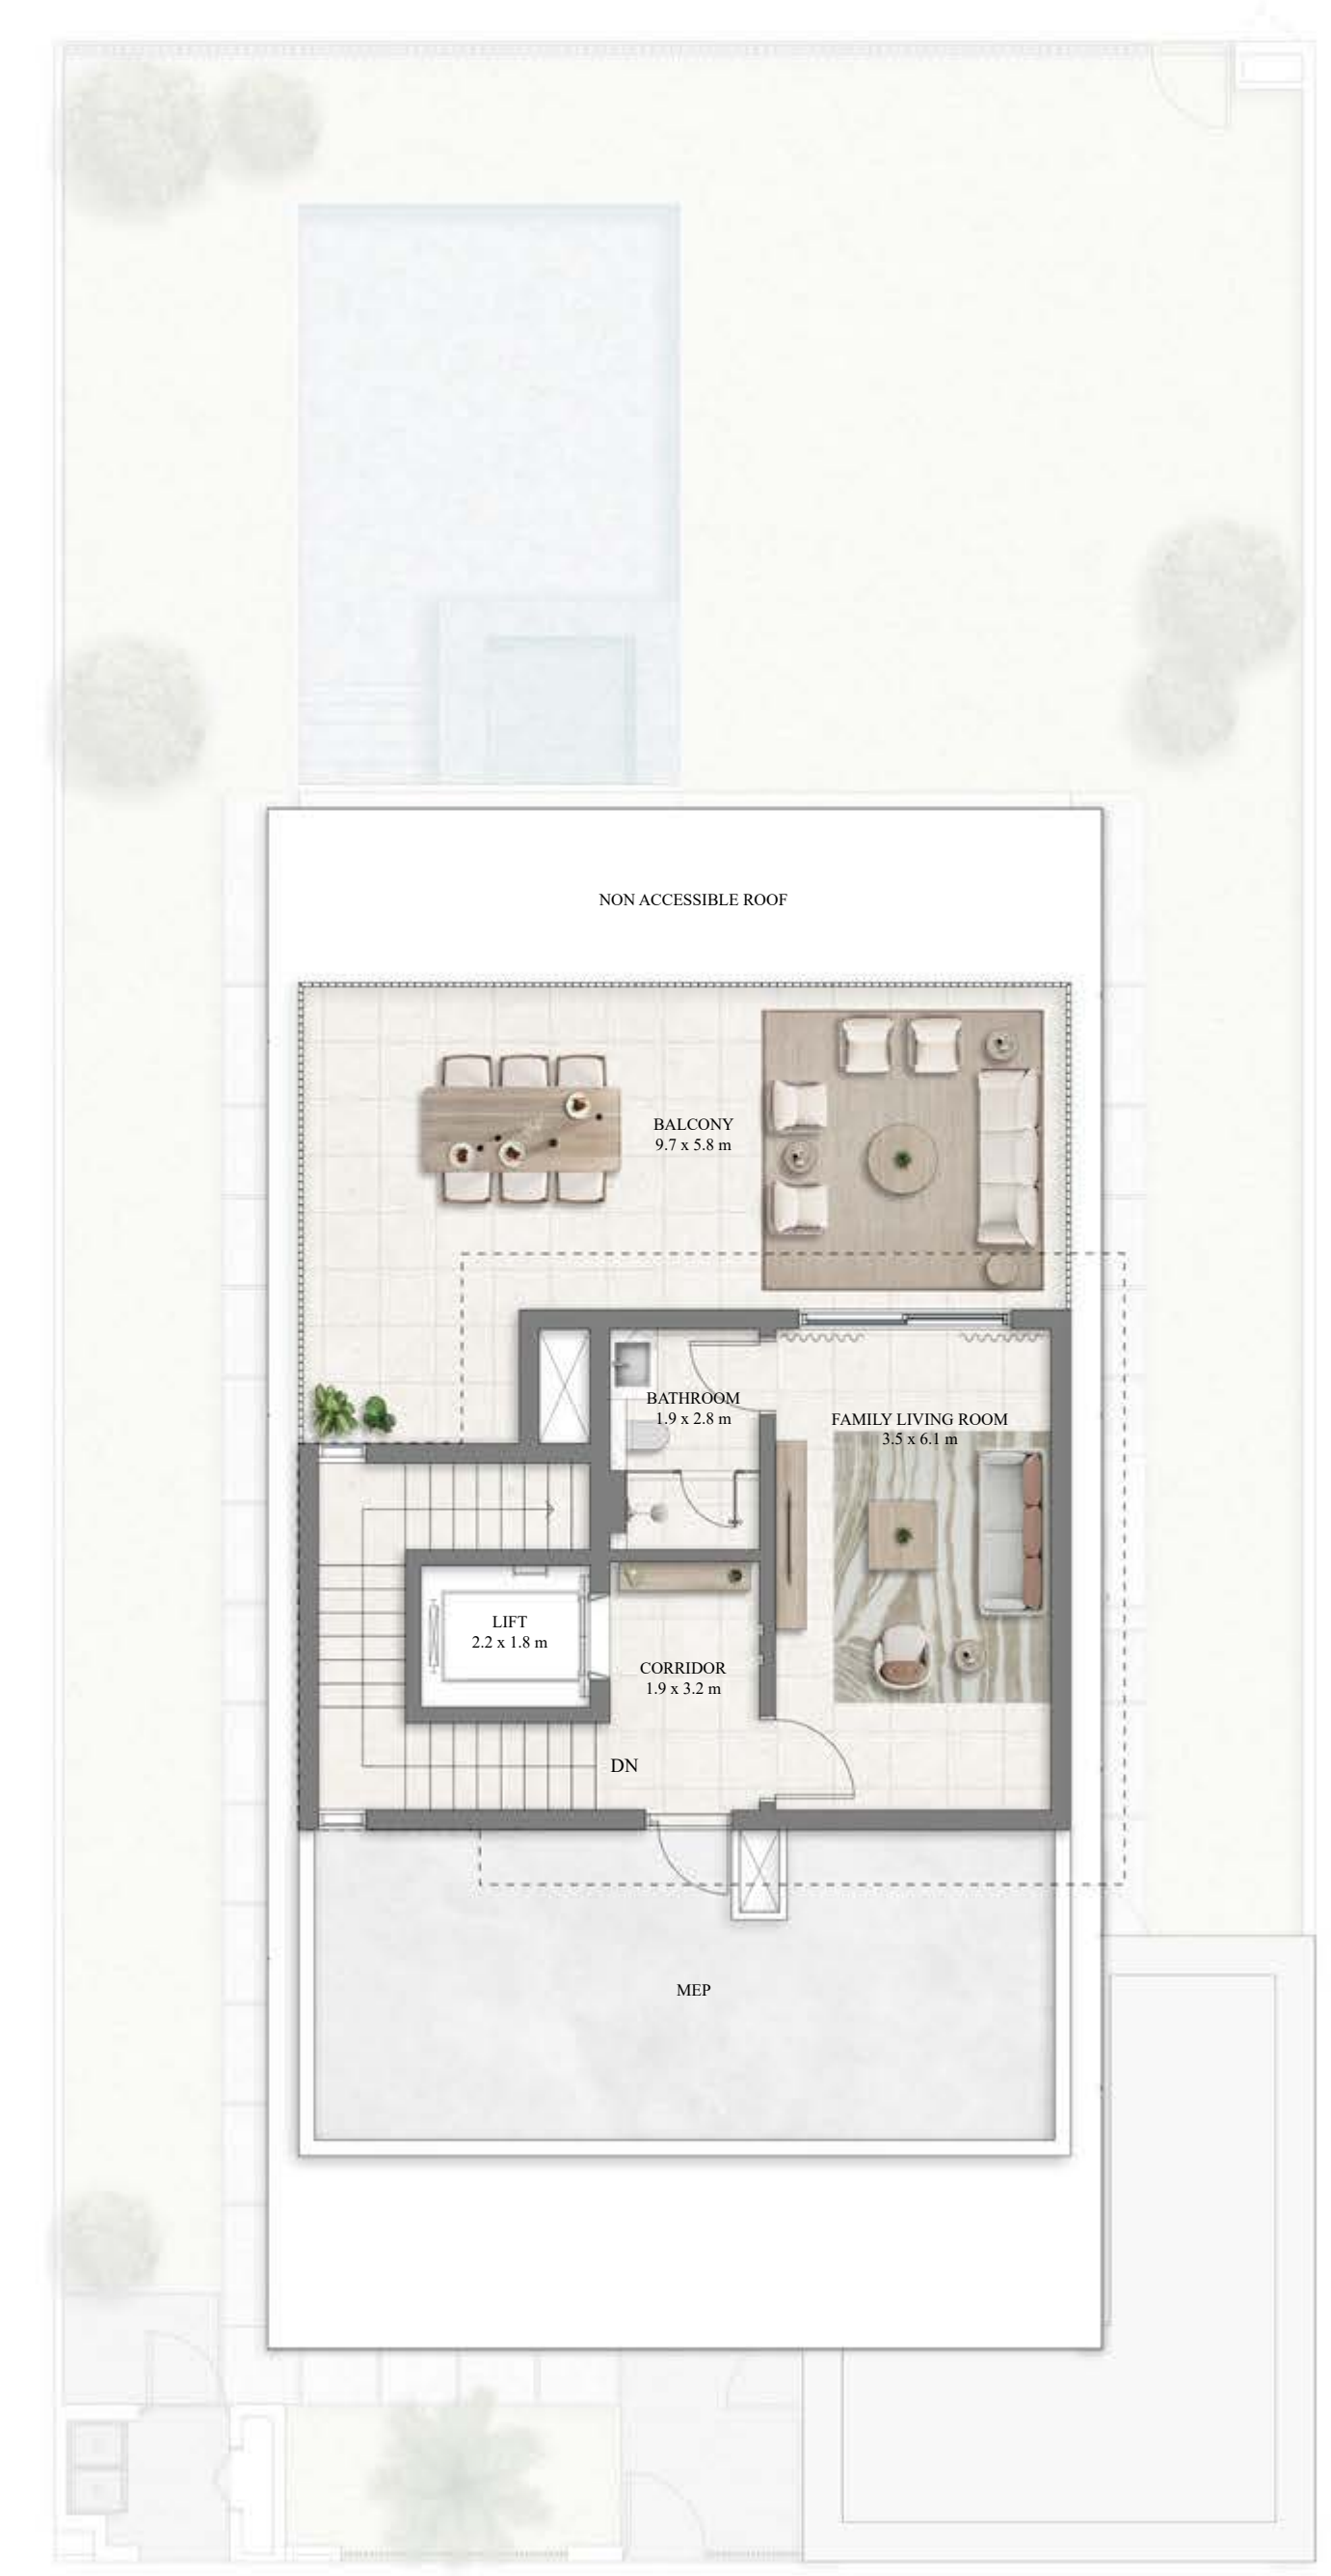 NON ACCESSIBLE ROOF
BALCONY
9.7 x 5.8 m
BATHROOM
1.9 x 2.8 m
FAMILY LIVING ROOM
3.5 x 6.1 m
LIFT
2.2 x 1.8 m
CORRIDOR
1.9 x 3.2 m
DN
MEP